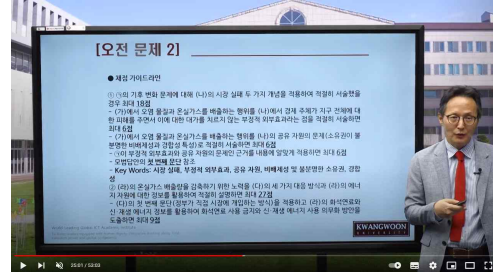 [오전 문제 2]
● 채점 가이드라인
① ㉠의 기후 변화 문제에 대해 (나)의 시장 실패 두 가지 개념을 적용하여 적절히 서술했을
경우 최대 18점
- (가)에서 오염 물질과 온실가스를 배출하는 행위를 (나)에서 경제 주체가 지구 전체에 대
한 피해를 주면서 이에 대한 대가를 치르지 않는 부정적 외부효과라는 점을 적절히 서술하면
최대 6점
- (가)에서 오염 물질과 온실가스를 배출하는 행위를 (나)의 공유 자원의 문제(소유권이 불
분명한 비배제성과 경합성 특성)로 적절히 서술하면 최대 6점
- ㉠이 부정적 외부효과와 공유 자원의 문제인 근거를 내용에 알맞게 적용하면 최대 6점
- 모범답안의 첫 번째 문단 참조
- Key Words: 시장 실패, 부정적 외부효과, 공유 자원, 비배제성 및 불분명한 소유권, 경합
성
② (라)의 온실가스 배출량을 감축하기 위한 노력을 (다)의 세 가지 대응 방식과 (라)의 에너
지 자원에 대한 정보를 활용하여 적절히 설명하면 최대 27점
- (다)의 첫 번째 문단(정부가 직접 시장에 개입하는 방식)을 적용하고 (라)의 화석연료와
신·재생 에너지 정보를 활용하여 화석연료 사용 금지와 신·재생 에너지 사용 의무화 방안을
도출하면 최대 9점
KWANGWOON
UNIVERSITY
25:01 / 52:03